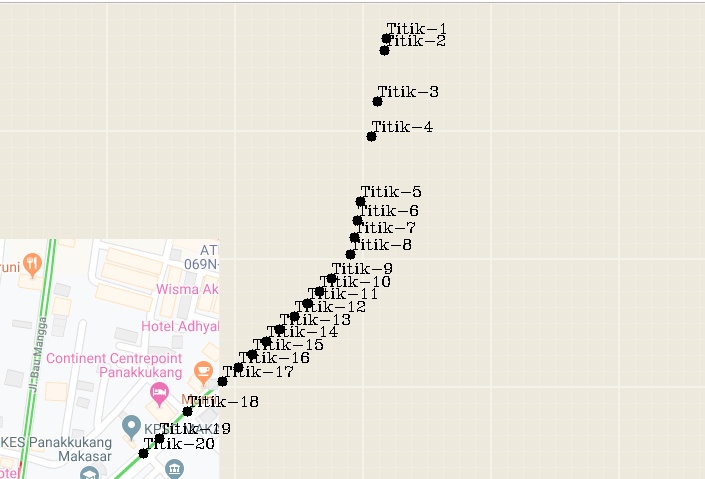 Titik-1
Titik-2
Titik-3
Titik-4
Titik-5
Titik-6
Titik-7
Titik-8
Titik-9
Titik-10
Titik-11
Titik-12
Titik-13
Titik-14
Titik-15
Titik-16
Titik-17
Titik-18
Titik-19
Titik-20
AT
069N-
runi
Wisma Ak
Hotel Adhya
Jl. Bau Mangga
Continent Centrepoint
Panakkukang
KES Panakkukang
Makasar
otel